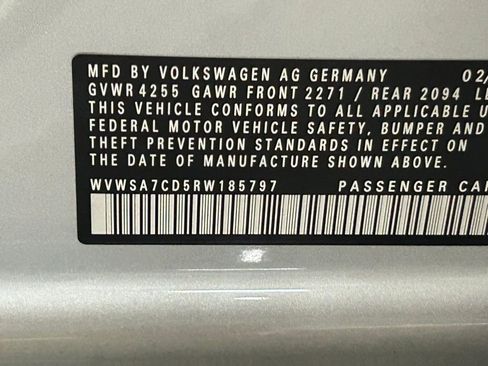 MFD BY VOLKSWAGEN AG GERMANY 02/
GVWR 4255 GAWR FRONT 2271 / REAR 2094 L
THIS VEHICLE CONFORMS TO ALL APPLICABLE U
FEDERAL MOTOR VEHICLE SAFETY, BUMPER AND
THEFT PREVENTION STANDARDS IN EFFECT ON
THE DATE OF MANUFACTURE SHOWN ABOVE.
WVWSA7CD5RW185797 PASSENGER CAR